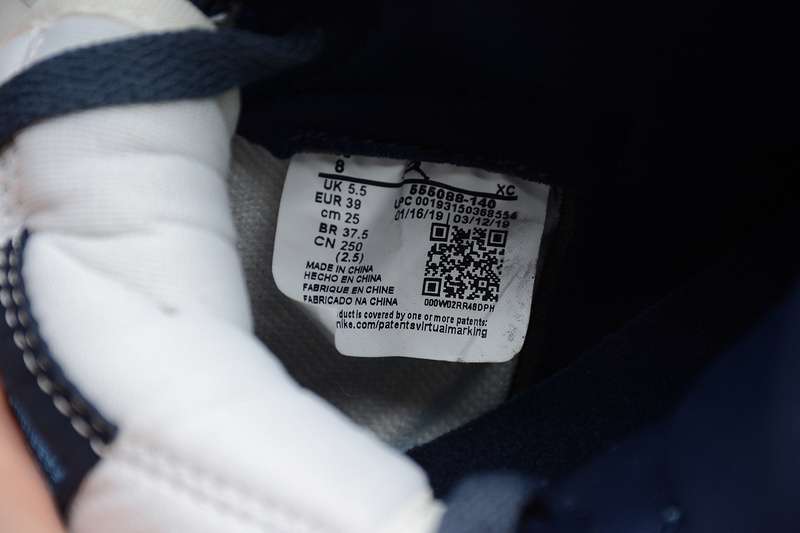 8
UK 5.5
EUR 39
cm 25
BR 37.5
CN 250
(2.5)
MADE IN CHINA
HECHO EN CHINA
FABRIQUE EN CHINE
FABRICADO NA CHINA
XC
555088-140
UPC 00193150368554
01/16/19 | 03/12/19
000W02RR48DPH
duct is covered by one or more patents:
nike.com/patentsvirtualmarking